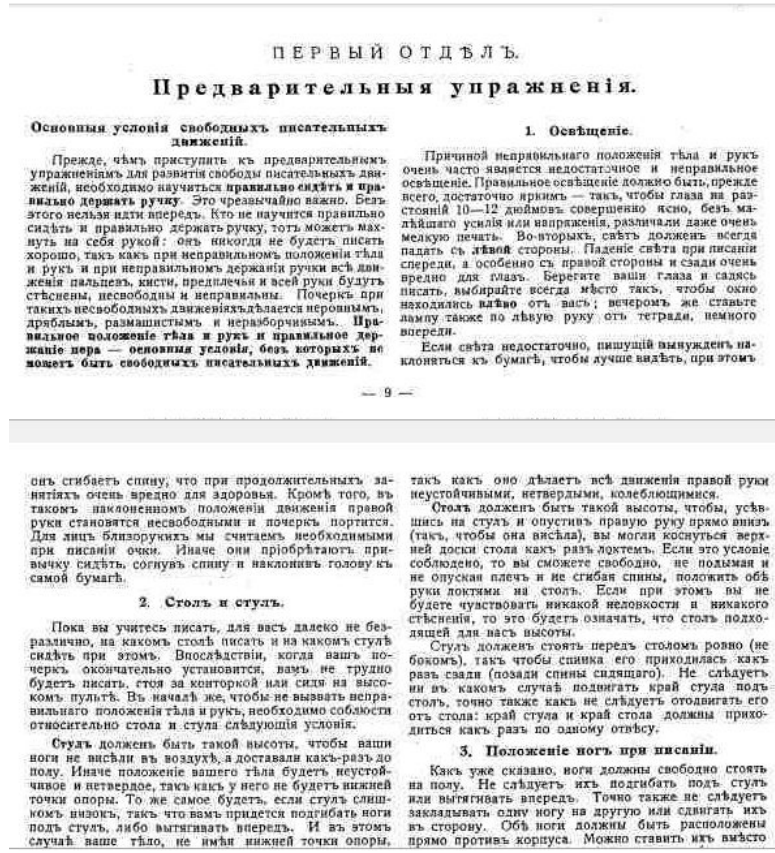 ПЕРВЫЙ ОТДѢЛЪ.
Предварительныя упражненія.
Основныя условія свободныхъ писательныхъ
движеній.
Прежде, чѣмъ приступить къ предварительнымъ
упражненіямъ для развитія свободы писательныхъ дви-
женій, необходимо научиться правильно сидѣть и пра-
вильно держать ручку. Это чрезвычайно важно. Безъ
этого нельзя идти впередъ. Кто не научится правильно
сидѣть и правильно держать ручку, тотъ можетъ мах-
нуть на себя рукой: онъ никогда не будетъ писать
хорошо, такъ какъ при неправильномъ положеніи тѣла
и рукъ и при неправильномъ держаніи ручки всѣ дви-
женія пальцевъ, кисти, предплечья и всей руки будутъ
стѣснены, несвободны и неправильны. Почеркъ при
такихъ несвободныхъ движеніяхъ дѣлается неровнымъ,
дряблымъ, размашистымъ и неразборчивымъ. Пра-
вильное положеніе тѣла и рукъ и правильное дер-
жаніе пера — основныя условія, безъ которыхъ не
можетъ быть свободныхъ писательныхъ движеній.
1. Освѣщеніе.
Причиной неправильнаго положенія тѣла и рукъ
очень часто является недостаточное и неправильное
освѣщеніе. Правильное освѣщеніе должно быть, прежде
всего, достаточно яркимъ — такъ, чтобы глаза на раз-
стояніи 10—12 дюймовъ совершенно ясно, безъ ма-
лѣйшаго усилія или напряженія, различали даже очень
мелкую печать. Во-вторыхъ, свѣтъ долженъ всегда
падать съ лѣвой стороны. Паденіе свѣта при писаніи
спереди, а особенно съ правой стороны и сзади очень
вредно для глазъ. Берегите ваши глаза и садясь
писать, выбирайте всегда мѣсто такъ, чтобы окно
находились влѣво отъ васъ; вечеромъ же ставьте
лампу также по лѣвую руку отъ тетради, немного
впереди.
Если свѣта недостаточно, пишущій вынужденъ на-
клоняться къ бумагѣ, чтобы лучше видѣть, при этомъ
— 9 —
онъ сгибаетъ спину, что при продолжительныхъ за-
нятіяхъ очень вредно для здоровья. Кромѣ того, въ
такомъ наклоненномъ положеніи движенія правой
руки становятся несвободными и почеркъ портится.
Для лицъ близорукихъ мы считаемъ необходимыми
при писаніи очки. Иначе они пріобрѣтаютъ при-
вычку сидѣть, согнувъ спину и наклонивъ голову къ
самой бумагѣ.
2. Столъ и стулъ.
Пока вы учитесь писать, для васъ далеко не без-
различно, на какомъ столѣ писать и на какомъ стулѣ
сидѣть при этомъ. Впослѣдствіи, когда вашъ по-
черкъ окончательно установится, вамъ не трудно
будетъ писать, стоя за конторкой или сидя на высо-
комъ пультѣ. Въ началѣ же, чтобы не вызвать непра-
вильнаго положенія тѣла и рукъ, необходимо соблюсти
относительно стола и стула слѣдующія условія.
Стулъ долженъ быть такой высоты, чтобы ваши
ноги не висѣли въ воздухѣ, а доставали какъ-разъ до
полу. Иначе положеніе вашего тѣла будетъ неустой-
чивое и нетвердое, такъ какъ у него не будетъ нижней
точки опоры. То же самое будетъ, если стулъ слиш-
комъ низокъ, такъ что вамъ придется подгибать ноги
подъ стулъ, либо вытягивать впередъ. И въ этомъ
случаѣ ваше тѣло, не имѣя нижней точки опоры,
такъ какъ оно дѣлаетъ всѣ движенія правой руки
неустойчивыми, нетвердыми, колеблющимися.
Столъ долженъ быть такой высоты, чтобы, усѣв-
шись на стулъ и опустивъ правую руку прямо внизъ
(такъ, чтобы она висѣла), вы могли коснуться верх-
ней доски стола какъ разъ локтемъ. Если это условіе
соблюдено, то вы сможете свободно, не подымая и
не опуская плечъ и не сгибая спины, положить обѣ
руки локтями на столъ. Если при этомъ вы не
будете чувствовать никакой неловкости и никакого
стѣсненія, то это будетъ означать, что столъ подхо-
дящей для васъ высоты.
Стулъ долженъ стоять передъ столомъ ровно (не
бокомъ), такъ чтобы спинка его приходилась какъ
разъ сзади (позади спины сидящаго). Не слѣдуетъ
ни въ какомъ случаѣ подвигать край стула подъ
столъ, точно также какъ не слѣдуетъ отодвигать его
отъ стола: край стула и край стола должны прихо-
диться какъ разъ по одному отвѣсу.
3. Положеніе ногъ при писаніи.
Какъ уже сказано, ноги должны свободно стоять
на полу. Не слѣдуетъ ихъ подгибать подъ стулъ
или вытягивать впередъ. Точно также не слѣдуетъ
закладывать одну ногу на другую или сдвигать ихъ
въ сторону. Обѣ ноги должны быть расположены
прямо противъ корпуса. Можно ставить ихъ вмѣсто